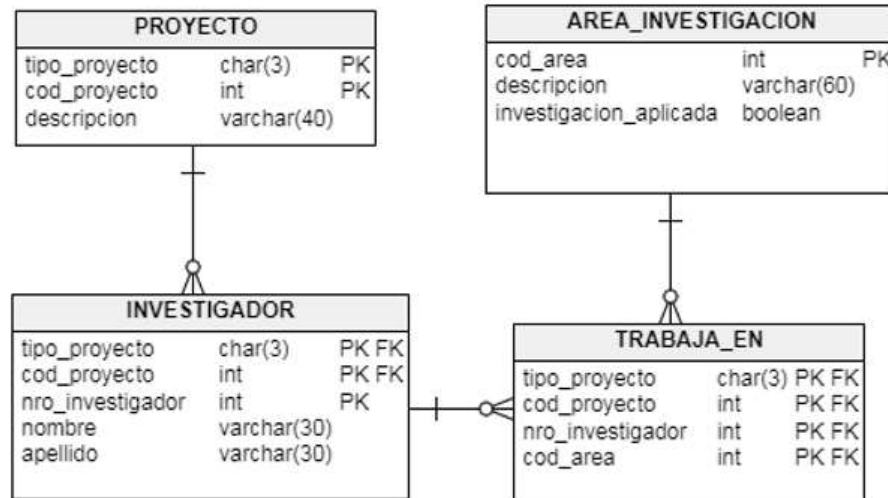 PROYECTO
tipo_proyecto char(3) PK
cod_proyecto int PK
descripcion varchar(40)
AREA_INVESTIGACION
cod_area int PK
descripcion varchar(60)
investigacion_aplicada boolean
INVESTIGADOR
tipo_proyecto char(3) PK FK
cod_proyecto int PK FK
nro_investigador int PK
nombre varchar(30)
apellido varchar(30)
TRABAJA_EN
tipo_proyecto char(3) PK FK
cod_proyecto int PK FK
nro_investigador int PK FK
cod_area int PK FK